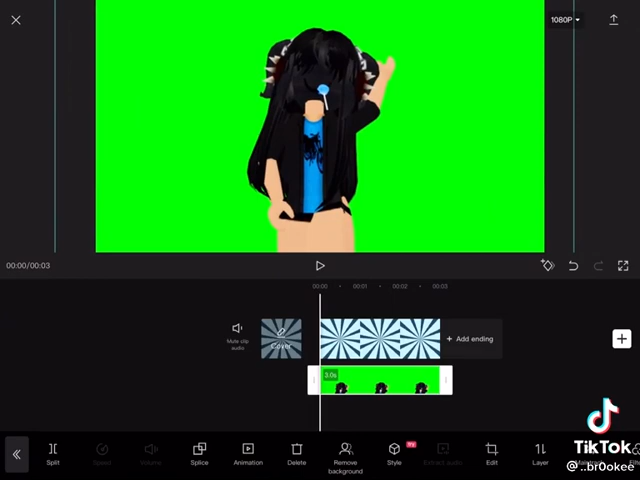 1080P
00:00/00:03
00:00
00:01
00:02
00:03
Mute clip
audio
Cover
+ Add ending
3.0s
TikTok
@..br0okee
Split
Speed
Volume
Splice
Animation
Delete
Remove
background
Style
Extract audio
Edit
Layer